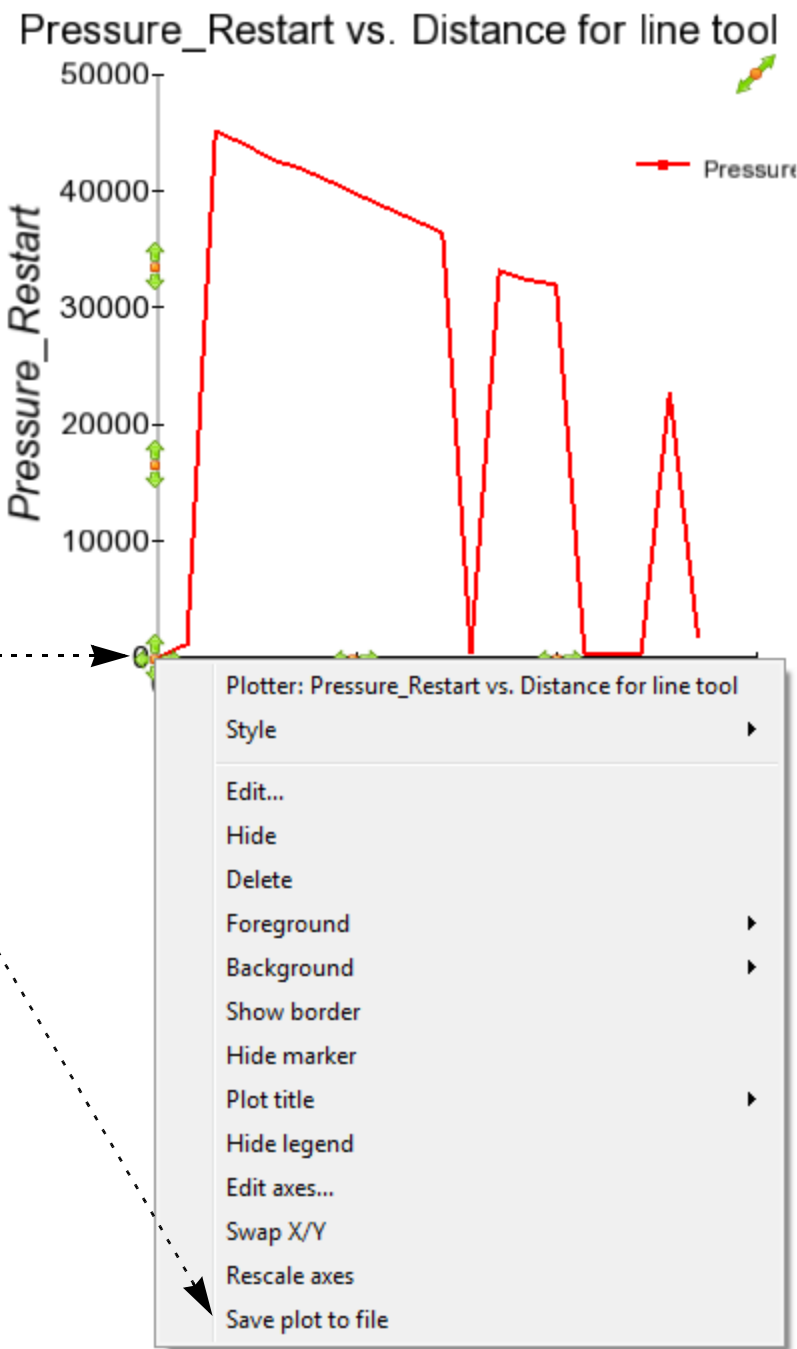 Pressure_Restart vs. Distance for line tool
50000
Pressure
40000
Pressure_Restart
30000
20000
10000
0
Plotter: Pressure_Restart vs. Distance for line tool
Style
Edit...
Hide
Delete
Foreground
Background
Show border
Hide marker
Plot title
Hide legend
Edit axes...
Swap X/Y
Rescale axes
Save plot to file